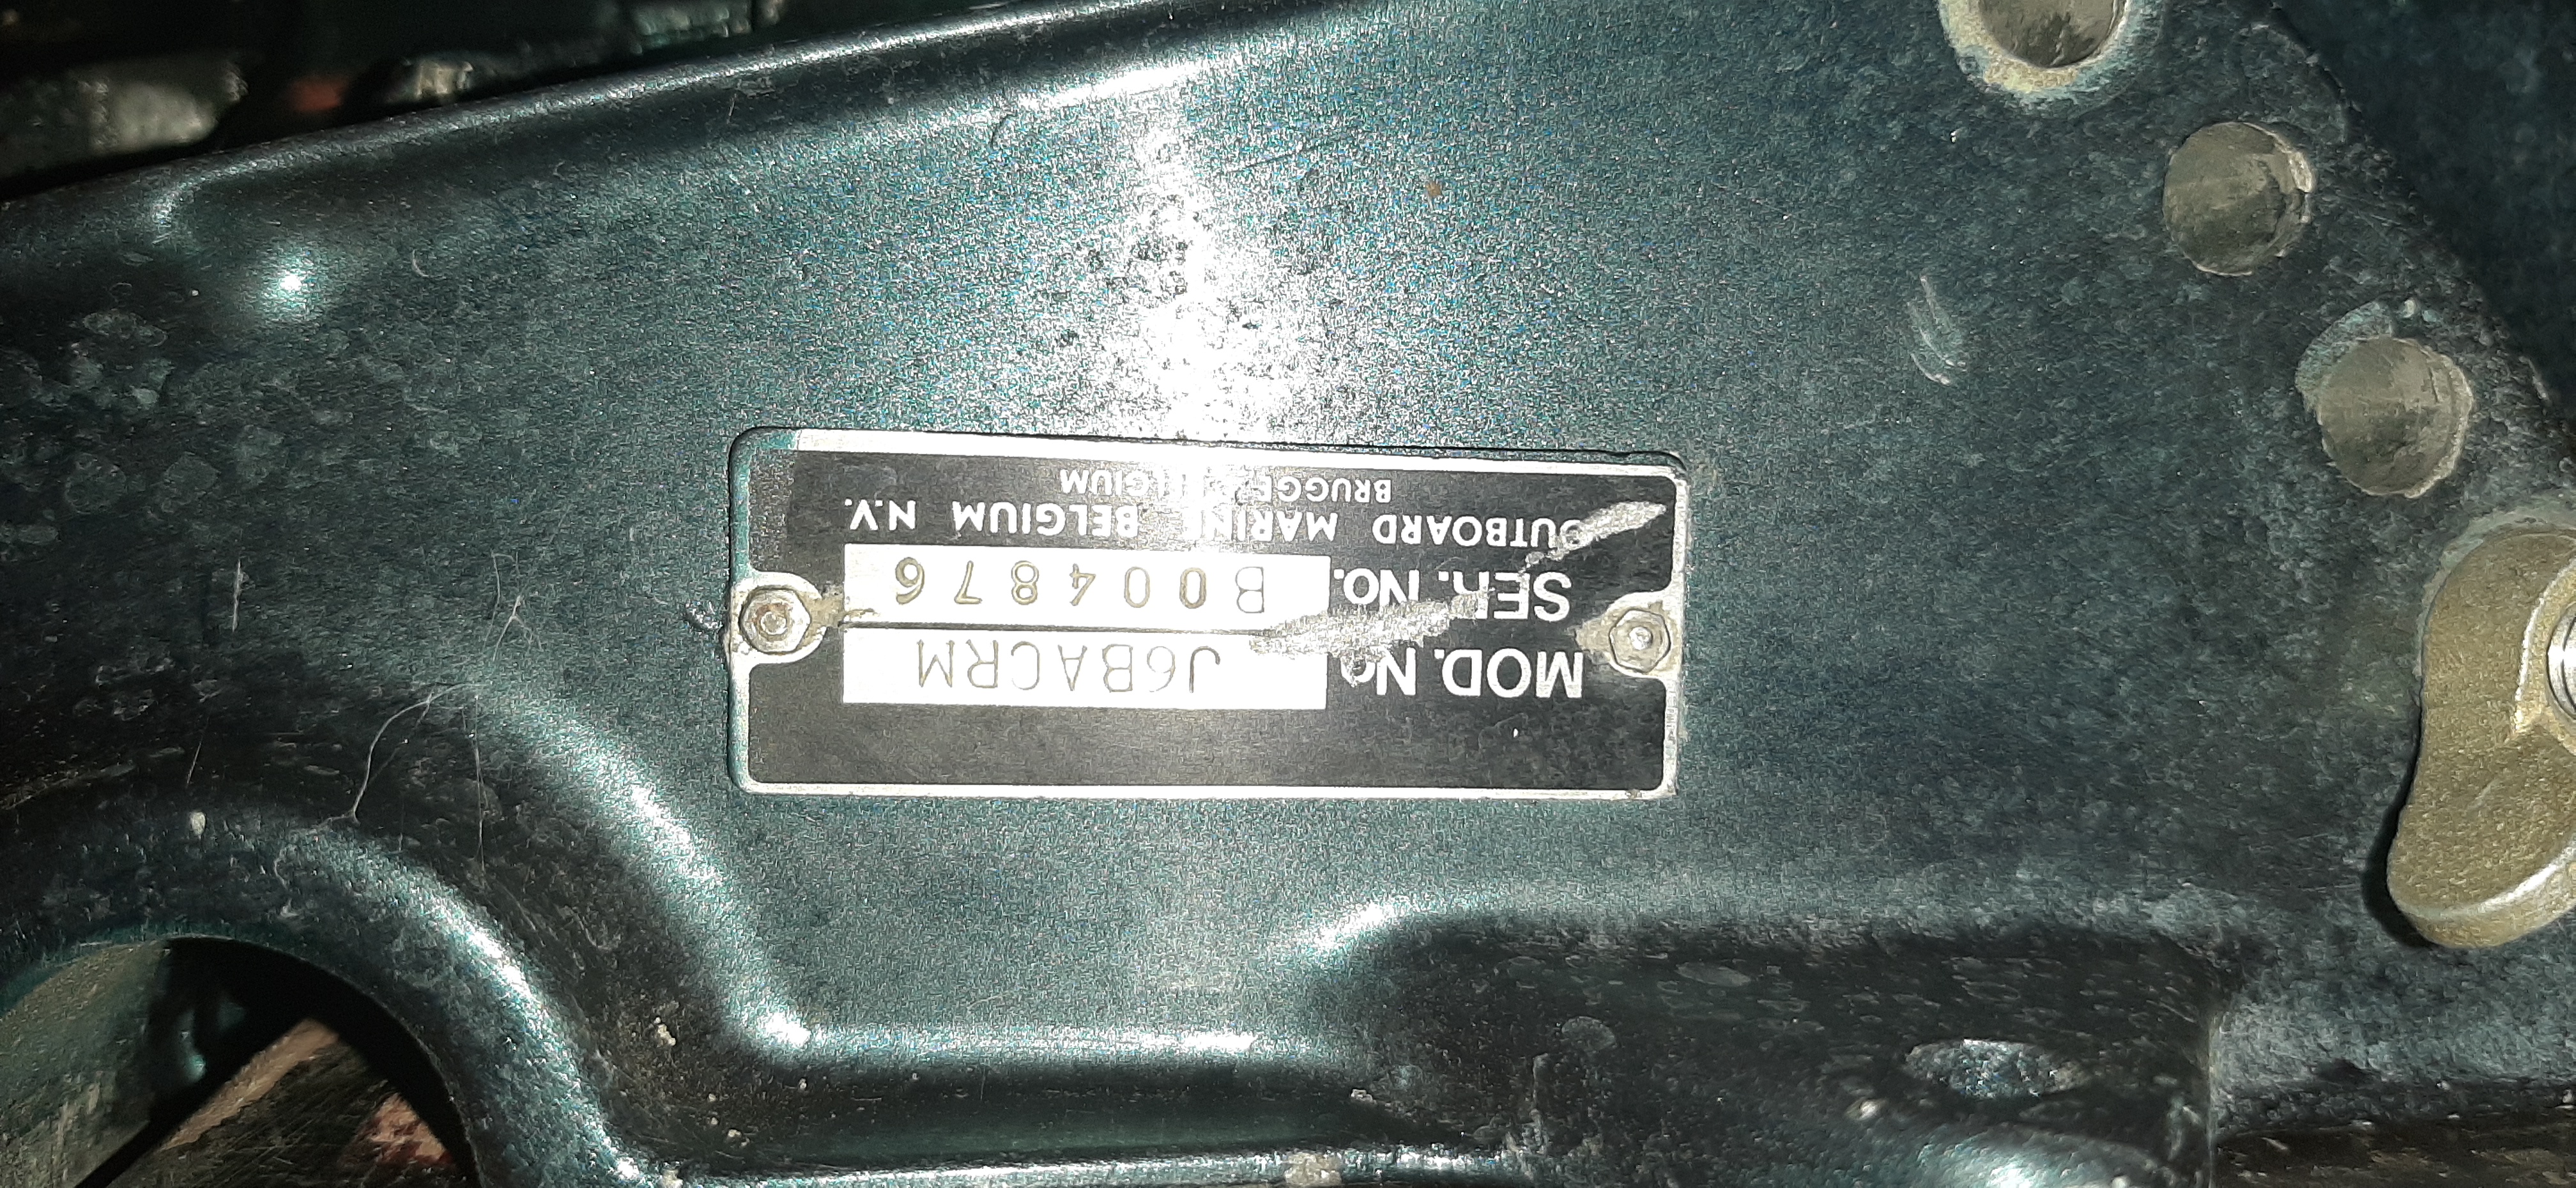 MOD. No. J6BACRM
SER. No. B004876
OUTBOARD MARINE BELGIUM N.V.
BRUGGE BELGIUM